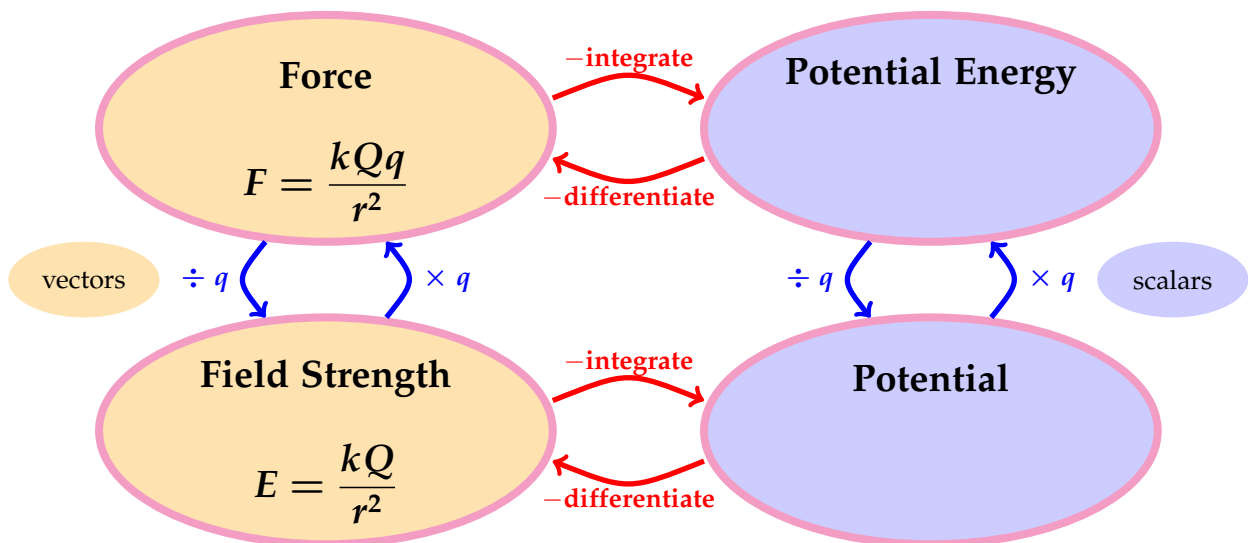 Force
F = kQq / r²
−integrate
−differentiate
Potential Energy
vectors
÷ q
× q
÷ q
× q
scalars
Field Strength
E = kQ / r²
−integrate
−differentiate
Potential